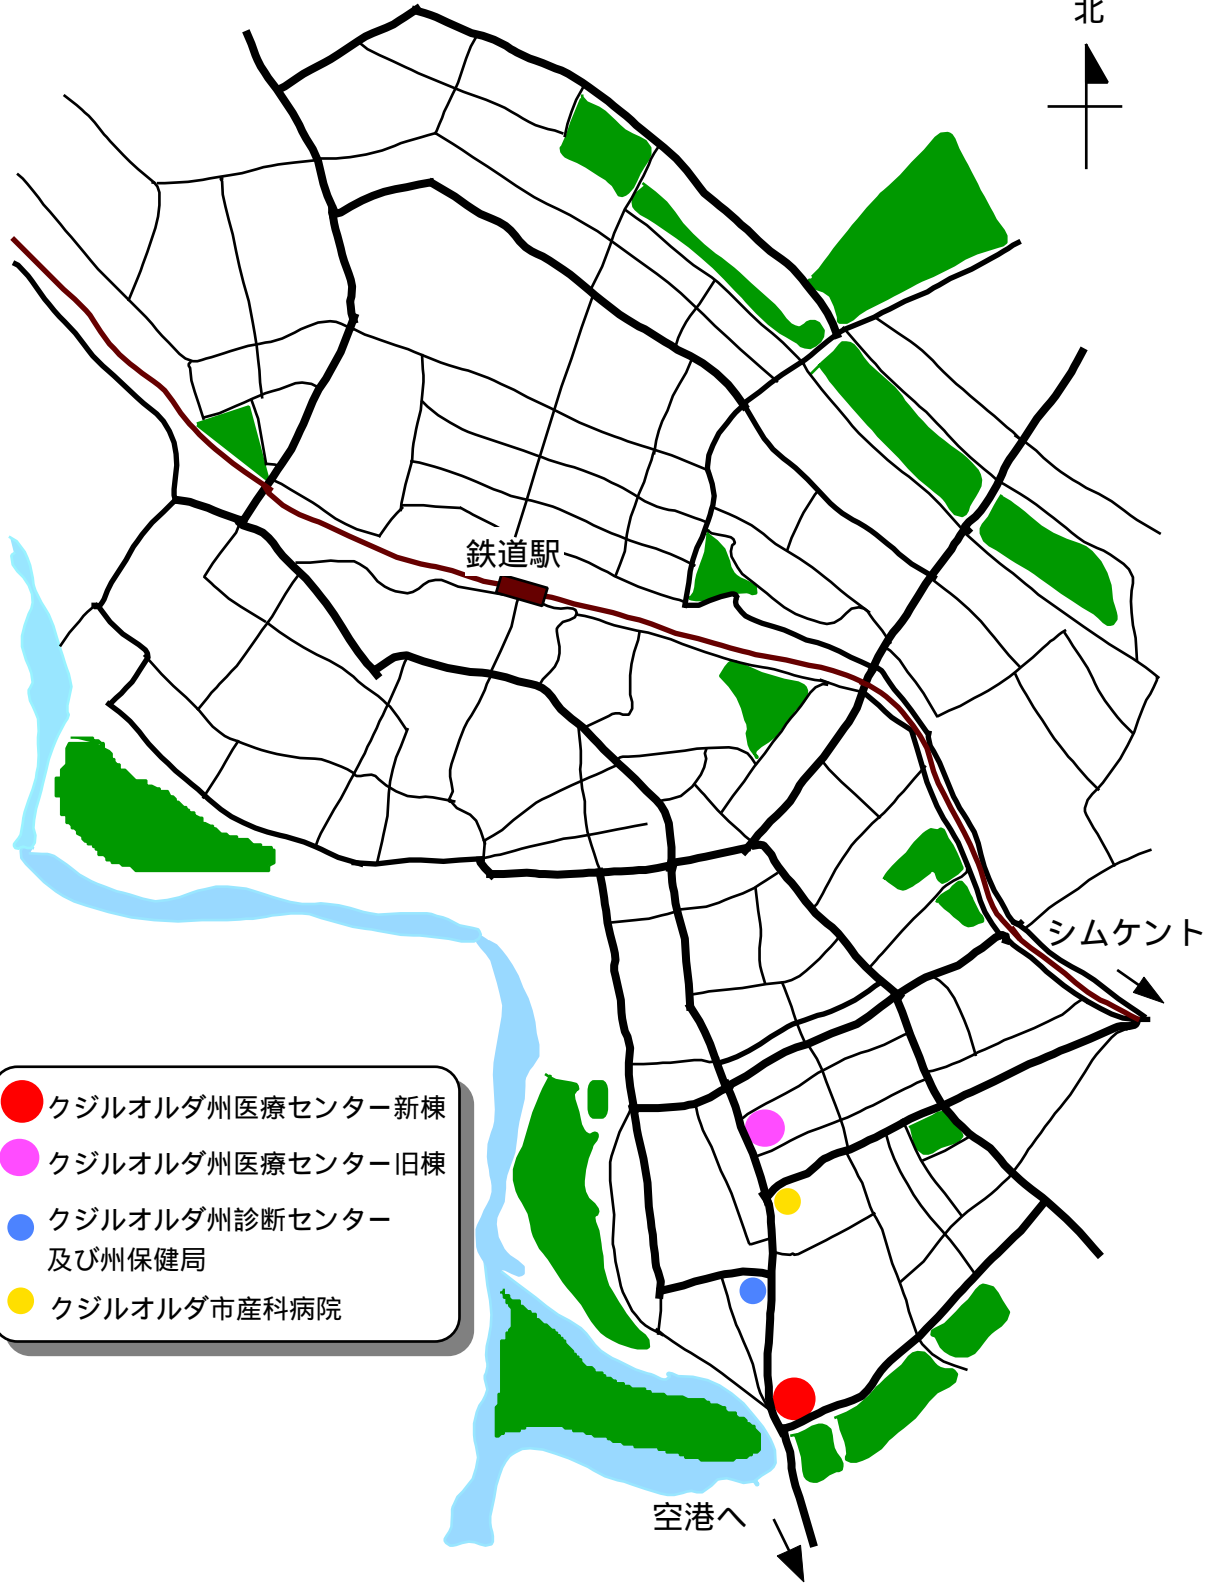 北
鉄道駅
シムケント
クジルオルダ州医療センター新棟
クジルオルダ州医療センター旧棟
クジルオルダ州診断センター
及び州保健局
クジルオルダ市産科病院
空港へ